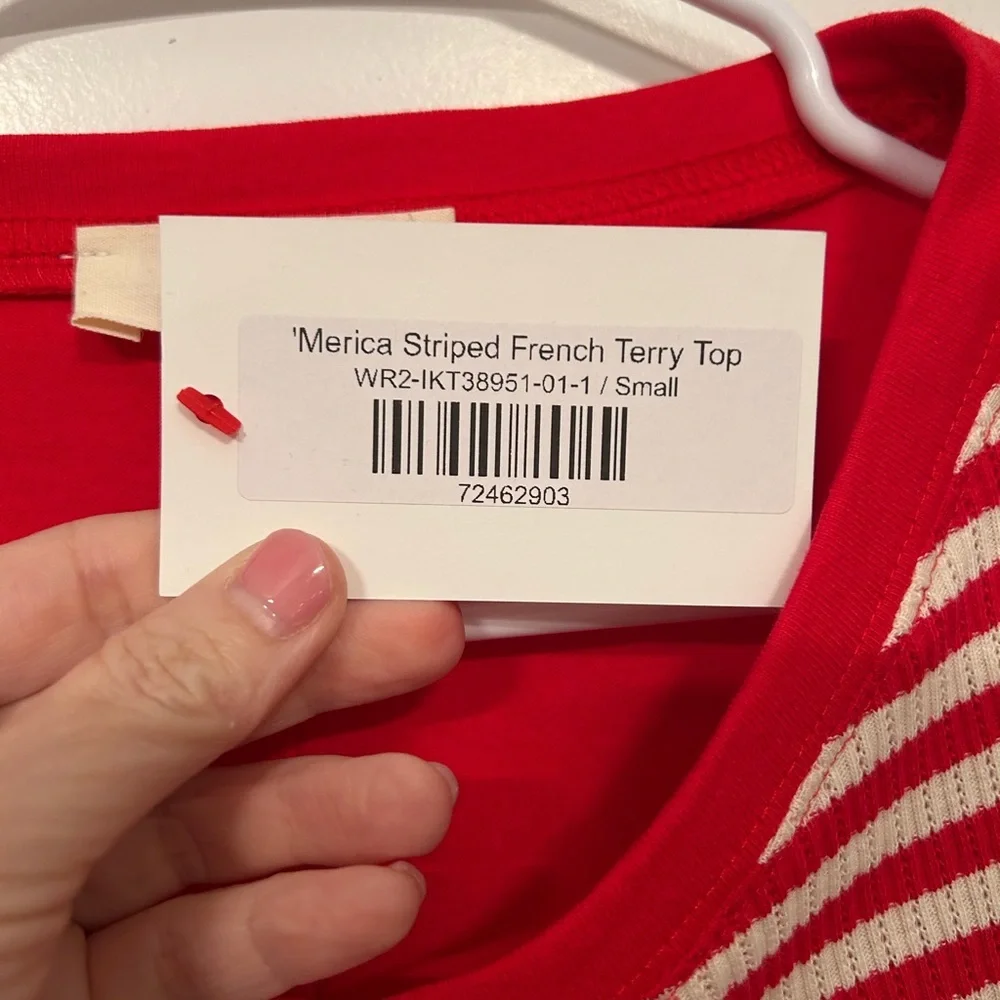 'Merica Striped French Terry Top
WR2-IKT38951-01-1 / Small
72462903